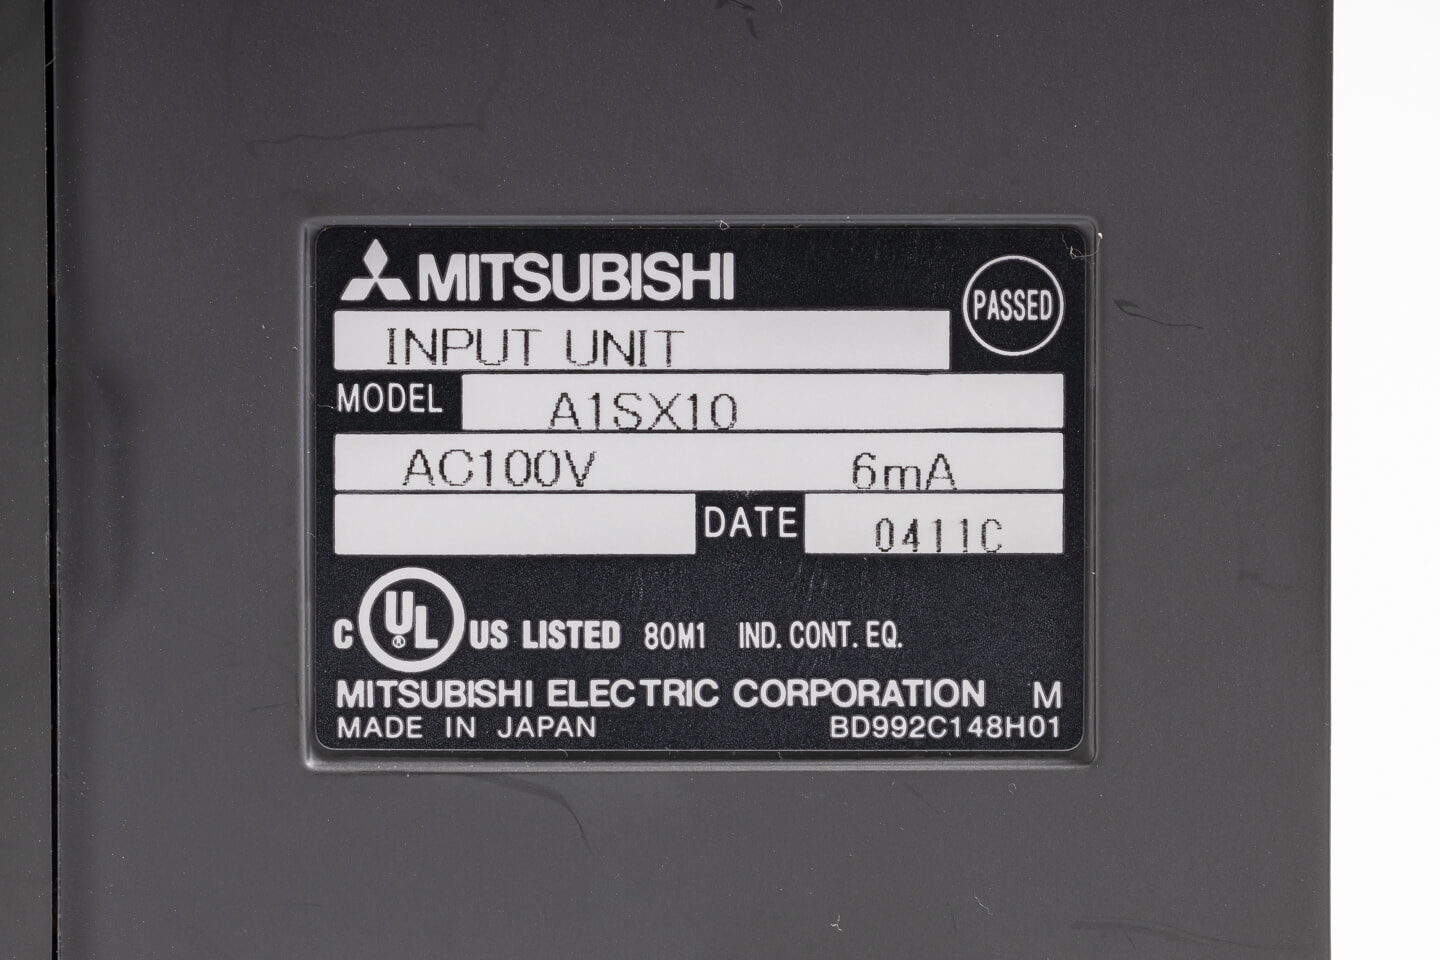 MITSUBISHI
PASSED
INPUT UNIT
MODEL A1SX10
AC100V 6mA
DATE 0411C
C UL ® US LISTED 80M1 IND. CONT. EQ.
MITSUBISHI ELECTRIC CORPORATION M
MADE IN JAPAN BD992C148H01